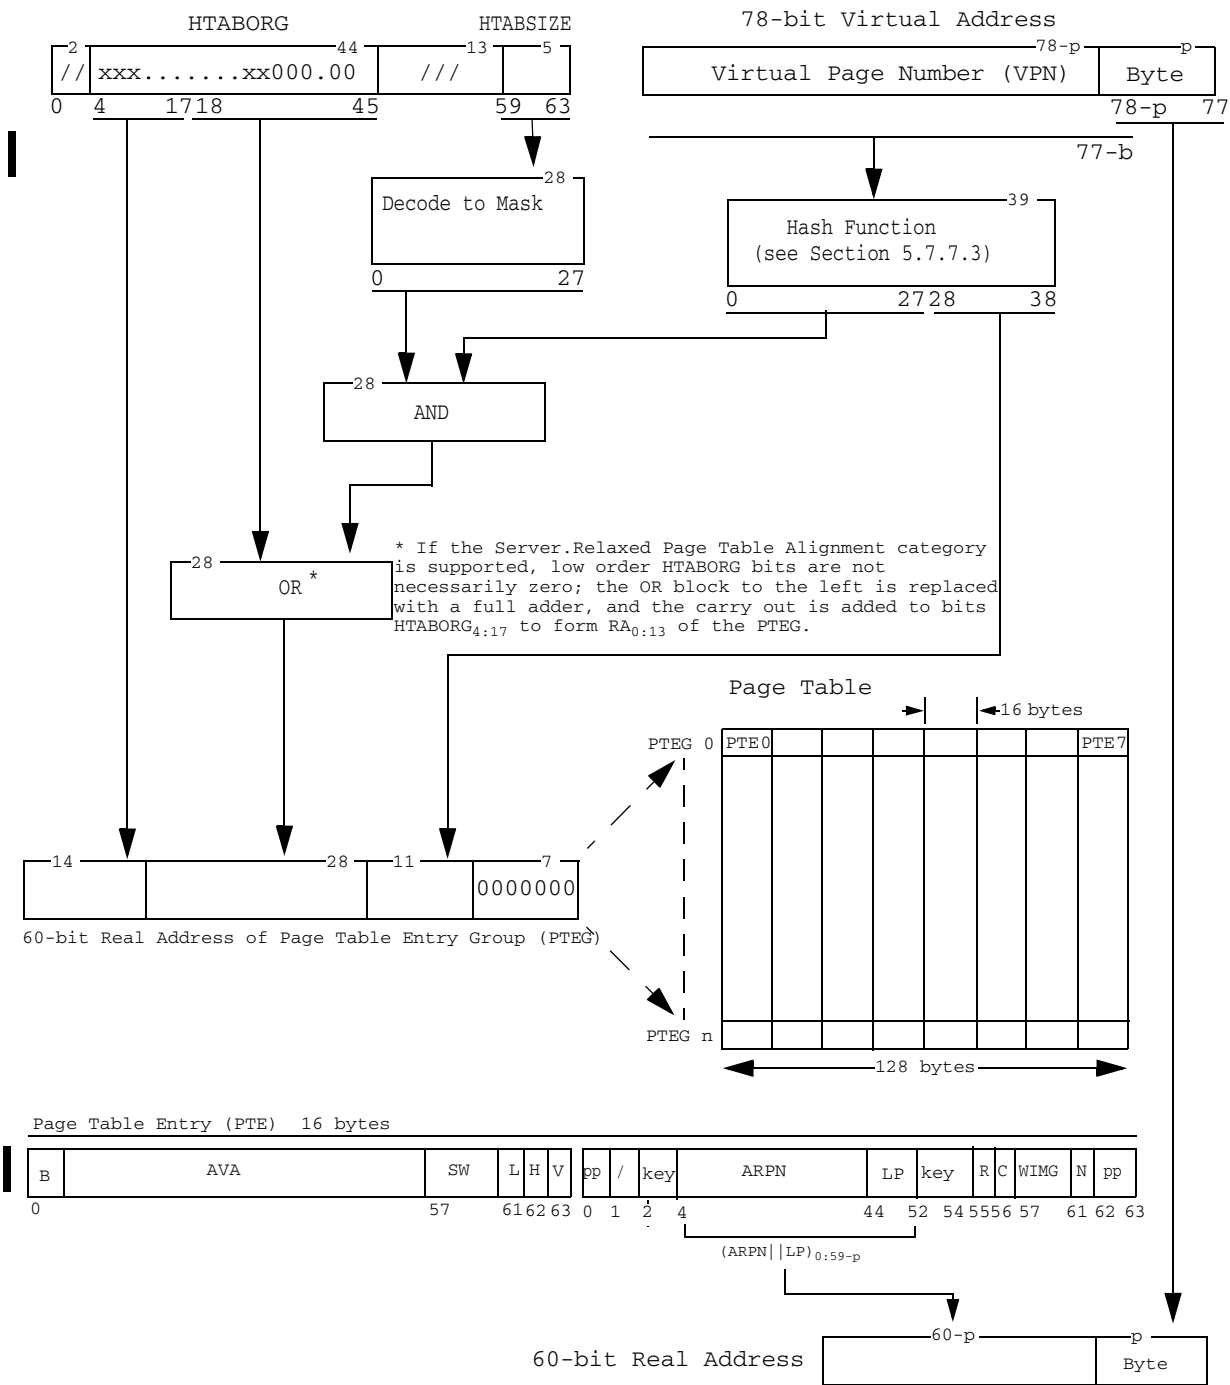 HTABORG HTABSIZE 78-bit Virtual Address
2 44 13 5 78-p p
// xxx.......xx000.00 /// Virtual Page Number (VPN) Byte
0 4 17 18 45 59 63 78-p 77
77-b
28
Decode to Mask
39
Hash Function
(see Section 5.7.7.3)
0 27 0 27 28 38
28
AND
28
OR *
* If the Server.Relaxed Page Table Alignment category
is supported, low order HTABORG bits are not
necessarily zero; the OR block to the left is replaced
with a full adder, and the carry out is added to bits
HTABORG4:17 to form RA0:13 of the PTEG.
Page Table
16 bytes
PTEG 0 PTE0 PTE7
14 28 11 7
0000000
60-bit Real Address of Page Table Entry Group (PTEG)
PTEG n
128 bytes
Page Table Entry (PTE) 16 bytes
B AVA SW L H V pp / key ARPN LP key R C WIMG N pp
0 57 61 62 63 0 1 2 4 44 52 54 55 56 57 61 62 63
(ARPN||LP)0:59-p
60-p p
60-bit Real Address Byte